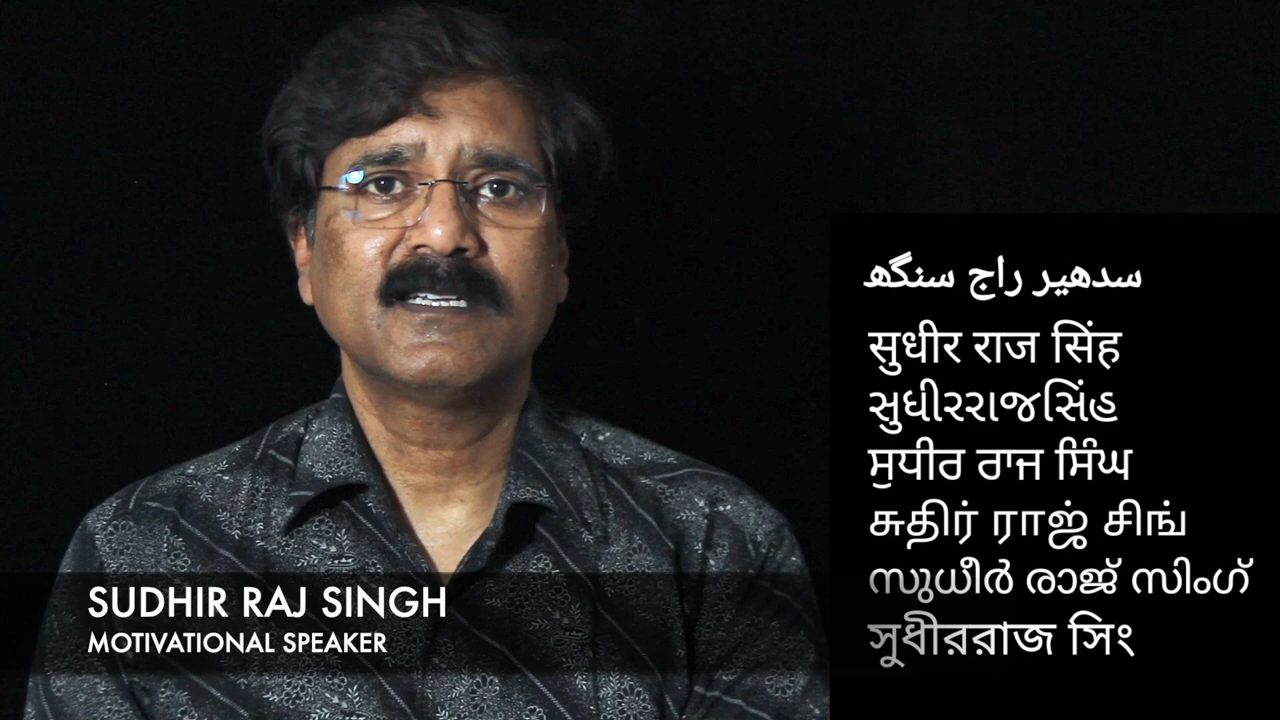 سدھیر راج سنگھ
सुधीर राज सिंह
સુધીરરાજસિંહ
ਸੁਧੀਰ ਰਾਜ ਸਿੰਘ
சுதிர் ராஜ் சிங்
സുധീർ രാജ് സിംഗ്
সুধীররাজ সিং
SUDHIR RAJ SINGH
MOTIVATIONAL SPEAKER